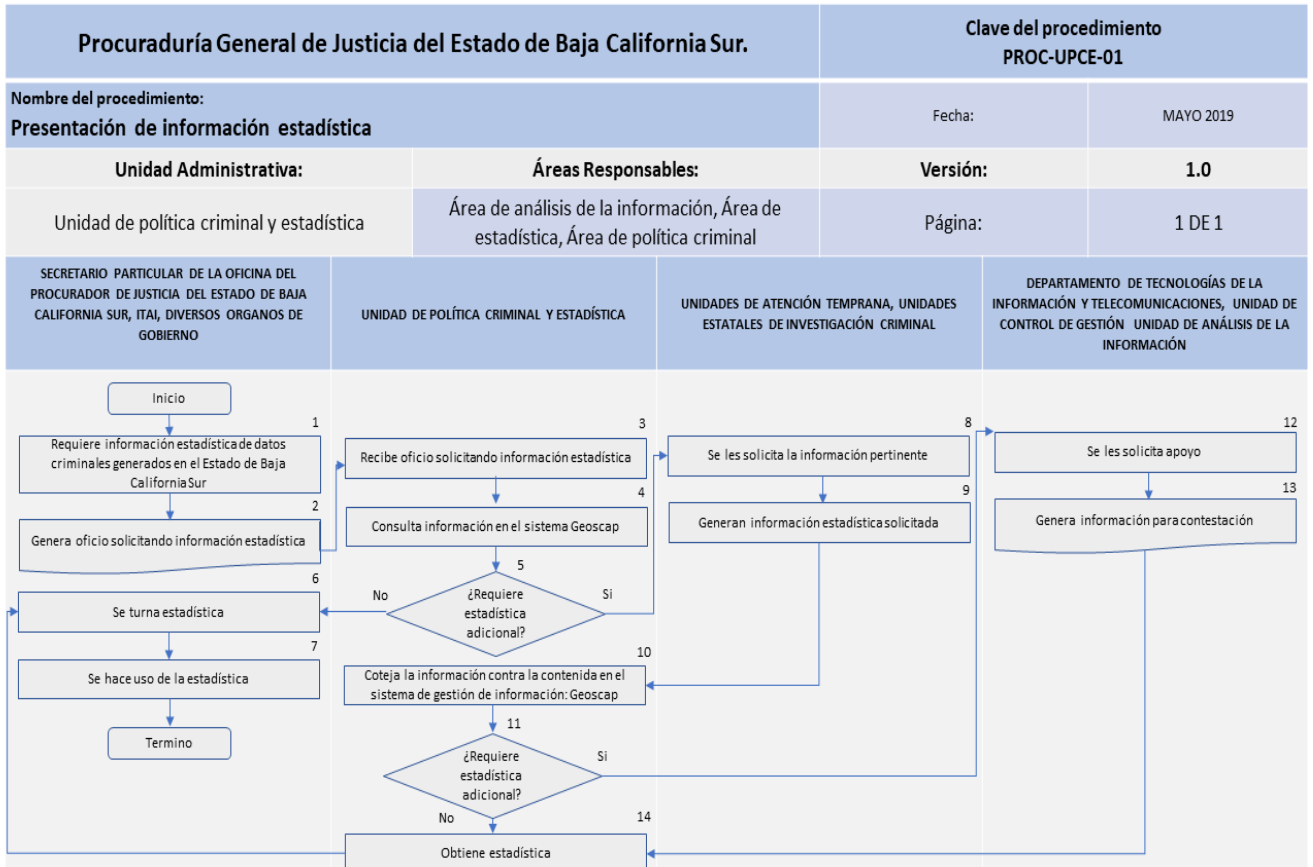 Procuraduría General de Justicia del Estado de Baja California Sur.
Clave del procedimiento
PROC-UPCE-01
Nombre del procedimiento:
Presentación de información estadística
Fecha:
MAYO 2019
Unidad Administrativa:
Áreas Responsables:
Versión:
1.0
Unidad de política criminal y estadística
Área de análisis de la información, Área de
estadística, Área de política criminal
Página:
1 DE 1
SECRETARIO PARTICULAR DE LA OFICINA DEL
PROCURADOR DE JUSTICIA DEL ESTADO DE BAJA
CALIFORNIA SUR, ITAI, DIVERSOS ORGANOS DE
GOBIERNO
UNIDAD DE POLÍTICA CRIMINAL Y ESTADÍSTICA
UNIDADES DE ATENCIÓN TEMPRANA, UNIDADES
ESTATALES DE INVESTIGACIÓN CRIMINAL
DEPARTAMENTO DE TECNOLOGÍAS DE LA
INFORMACIÓN Y TELECOMUNICACIONES, UNIDAD DE
CONTROL DE GESTIÓN UNIDAD DE ANÁLISIS DE LA
INFORMACIÓN
Inicio
1
Requiere información estadística de datos
criminales generados en el Estado de Baja
California Sur
2
Genera oficio solicitando información estadística
3
Recibe oficio solicitando información estadística
4
Consulta información en el sistema Geoscap
5
¿Requiere
estadística
adicional?
No
Si
6
Se turna estadística
7
Se hace uso de la estadística
Termino
8
Se les solicita la información pertinente
9
Generan información estadística solicitada
10
Coteja la información contra la contenida en el
sistema de gestión de información: Geoscap
11
¿Requiere
estadística
adicional?
Si
No
12
Se les solicita apoyo
13
Genera información para contestación
14
Obtiene estadística